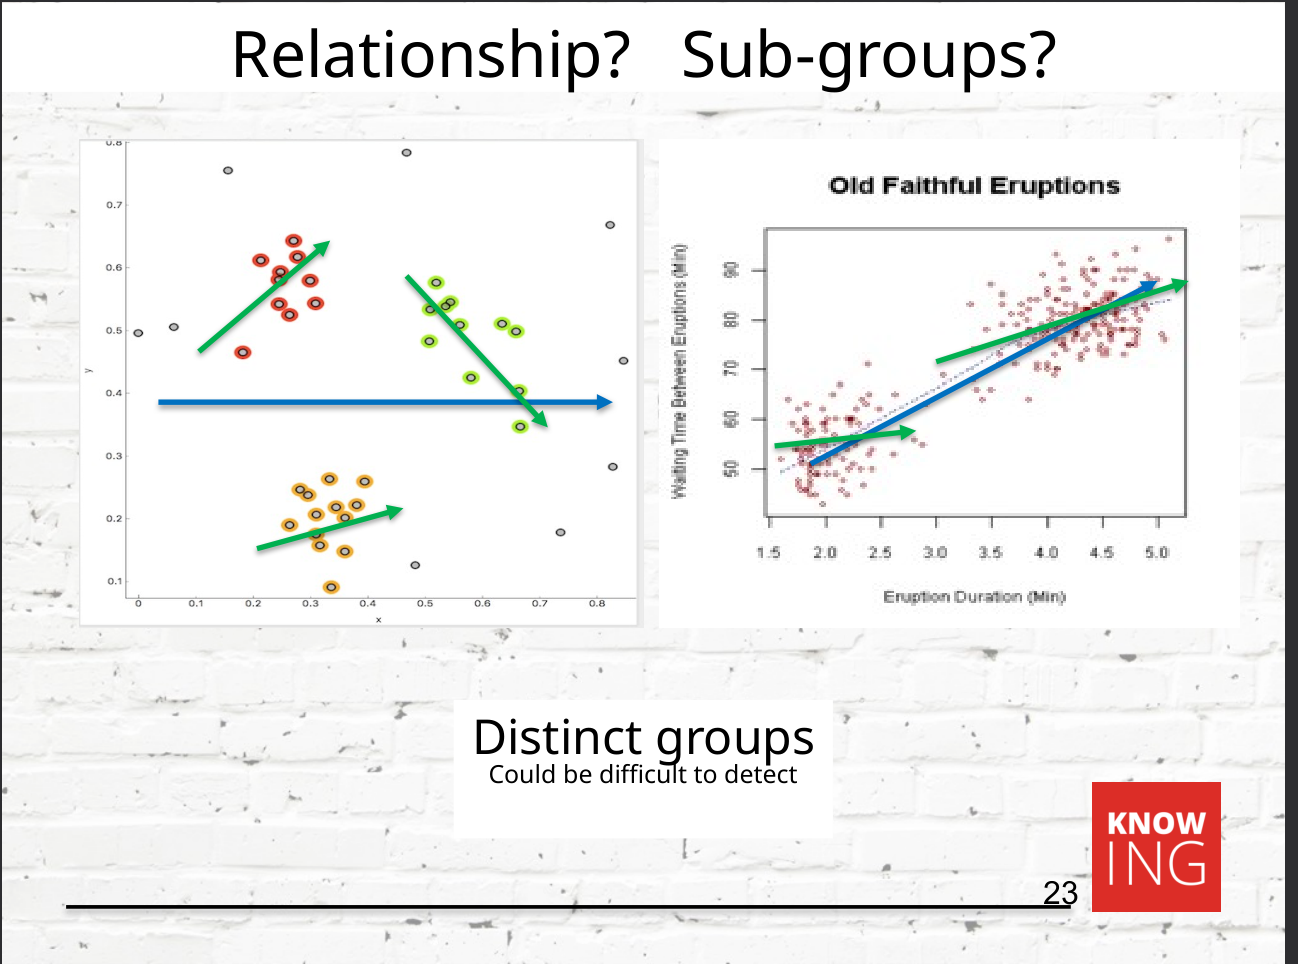 Relationship? Sub-groups?
0.8
0.7
0.6
0.5
y
0.4
0.3
0.2
0.1
0 0.1 0.2 0.3 0.4 0.5 0.6 0.7 0.8
x
Old Faithful Eruptions
Waiting Time Between Eruptions (Min)
90
80
70
60
50
1.5 2.0 2.5 3.0 3.5 4.0 4.5 5.0
Eruption Duration (Min)
Distinct groups
Could be difficult to detect
KNOW
ING
23